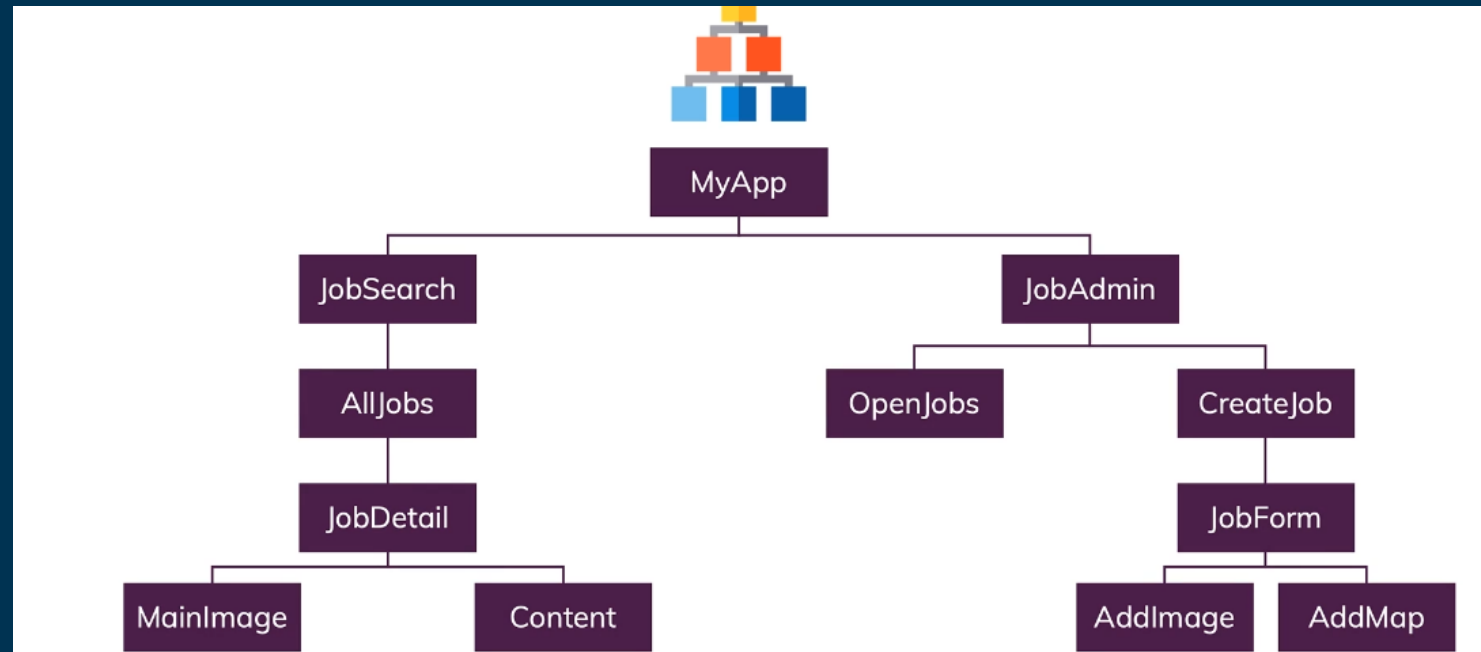 MyApp
JobSearch
JobAdmin
AllJobs
OpenJobs
CreateJob
JobDetail
JobForm
MainImage
Content
AddImage
AddMap